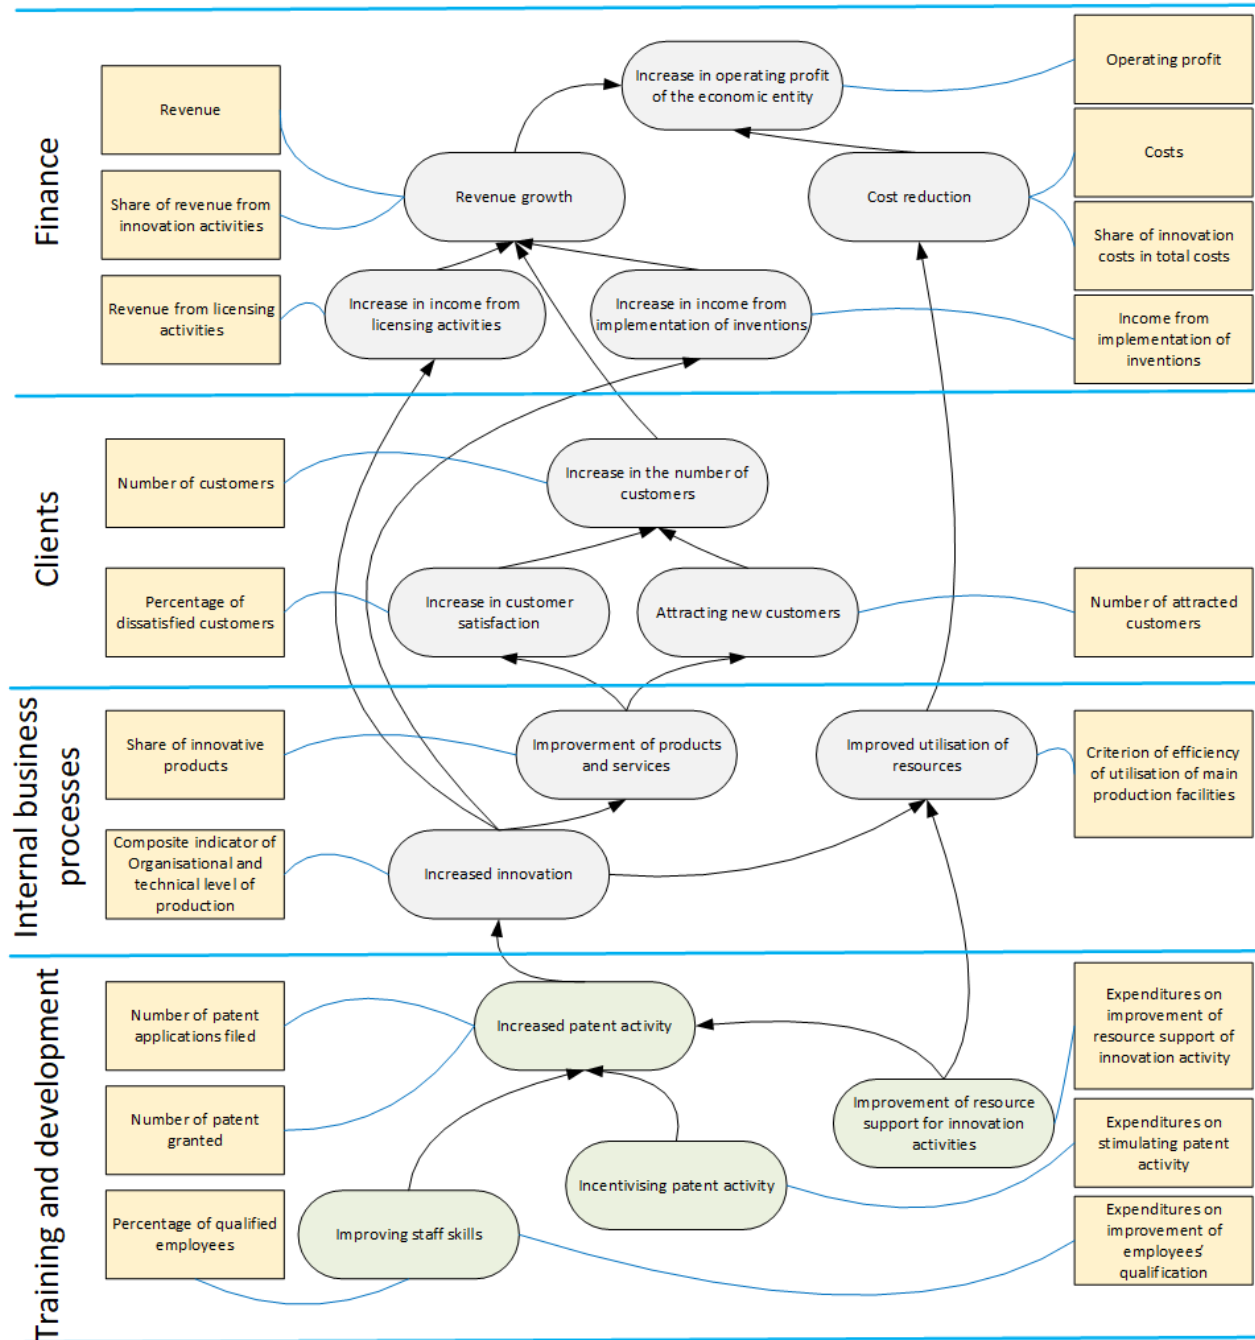 Finance
Revenue
Share of revenue from
innovation activities
Revenue from licensing
activities
Increase in operating profit
of the economic entity
Revenue growth
Cost reduction
Increase in income from
licensing activities
Increase in income from
implementation of inventions
Operating profit
Costs
Share of innovation
costs in total costs
Income from
implementation of
inventions
Clients
Number of customers
Percentage of
dissatisfied customers
Increase in the number of
customers
Increase in customer
satisfaction
Attracting new customers
Number of attracted
customers
Internal business
processes
Share of innovative
products
Composite indicator of
Organisational and
technical level of
production
Improverment of products
and services
Improved utilisation of
resources
Increased innovation
Criterion of efficiency
of utilisation of main
production facilities
Training and development
Number of patent
applications filed
Number of patent
granted
Percentage of qualified
employees
Increased patent activity
Improvement of resource
support for innovation
activities
Incentivising patent activity
Improving staff skills
Expenditures on
improvement of
resource support of
innovation activity
Expenditures on
stimulating patent
activity
Expenditures on
improvement of
employees’
qualification